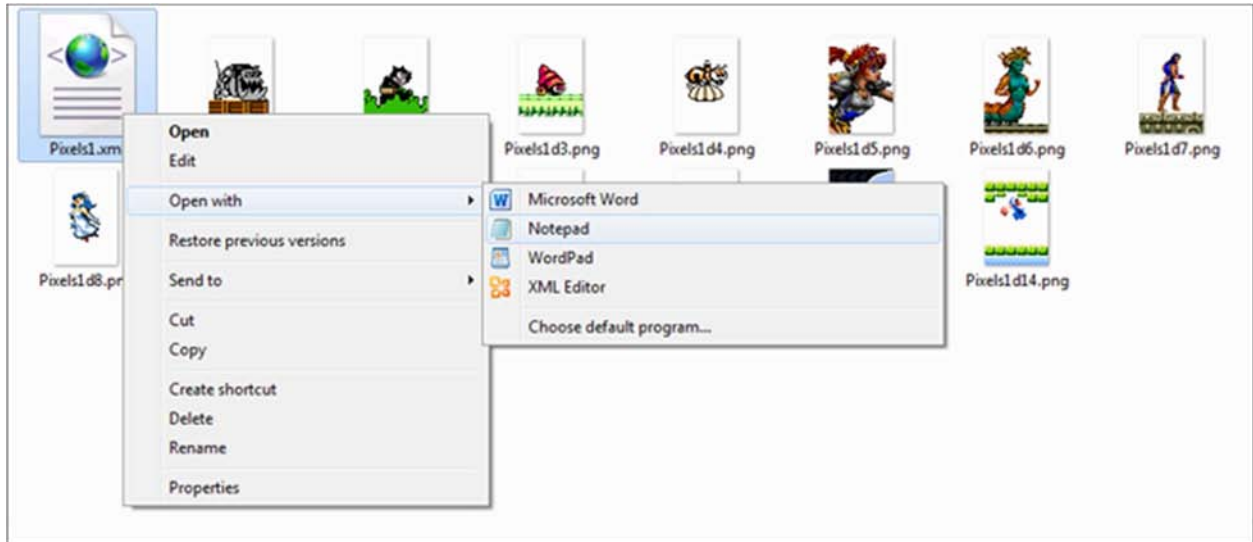 Pixels1.xm
Pixels1d3.png
Pixels1d4.png
Pixels1d5.png
Pixels1d6.png
Pixels1d7.png
Pixels1d8.pn
Pixels1d14.png
Open
Edit
Open with
Restore previous versions
Send to
Cut
Copy
Create shortcut
Delete
Rename
Properties
Microsoft Word
Notepad
WordPad
XML Editor
Choose default program...